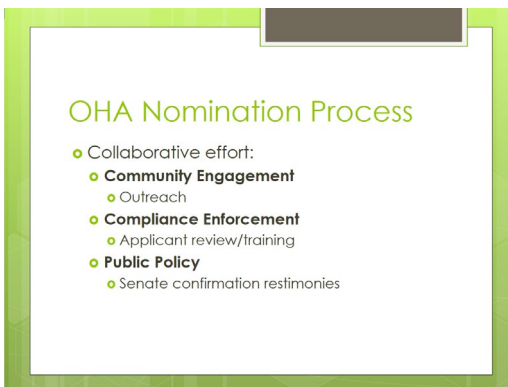 OHA Nomination Process
Collaborative effort:
Community Engagement
Outreach
Compliance Enforcement
Applicant review/training
Public Policy
Senate confirmation restimonies